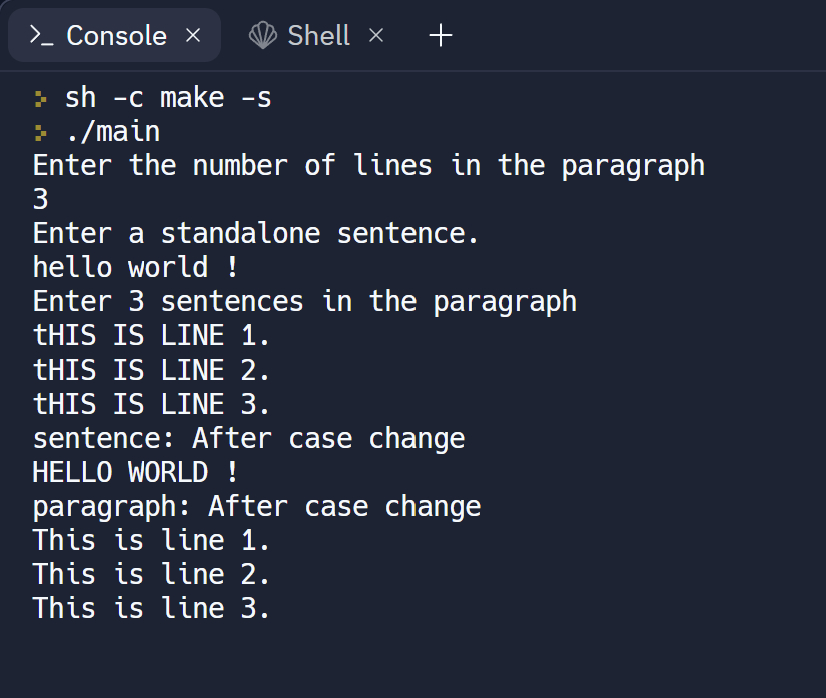 Console × Shell × +
sh -c make -s
./main
Enter the number of lines in the paragraph
3
Enter a standalone sentence.
hello world !
Enter 3 sentences in the paragraph
tHIS IS LINE 1.
tHIS IS LINE 2.
tHIS IS LINE 3.
sentence: After case change
HELLO WORLD !
paragraph: After case change
This is line 1.
This is line 2.
This is line 3.